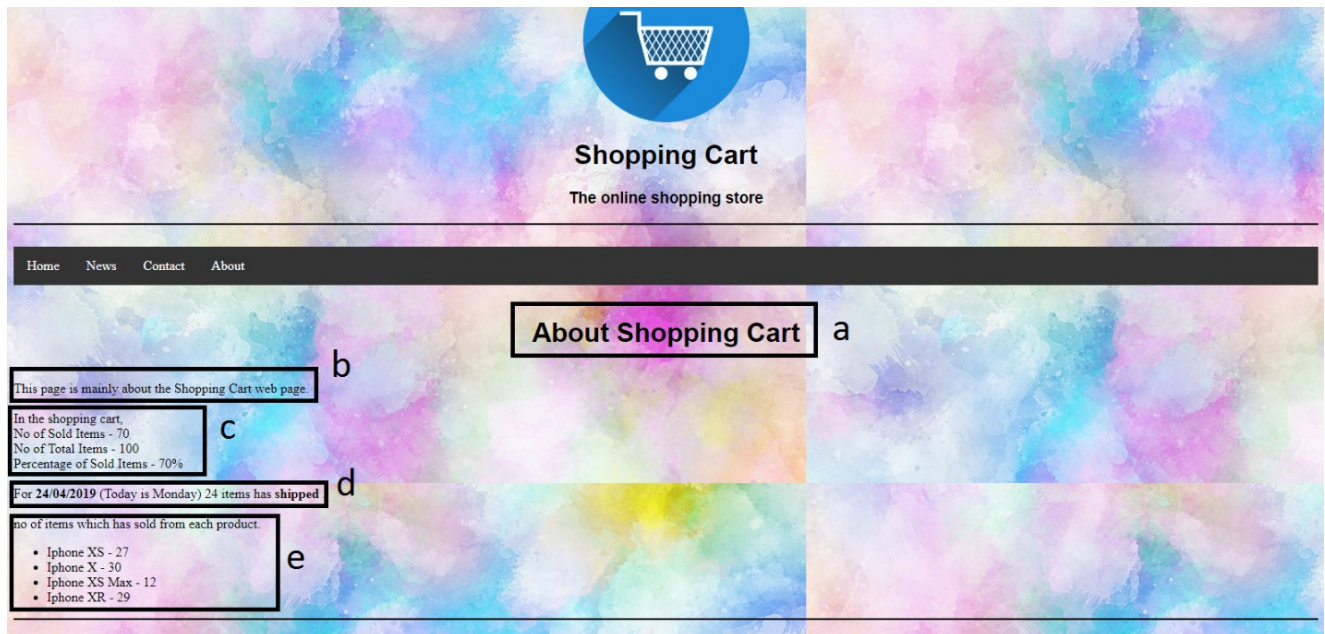 Shopping Cart
The online shopping store
Home News Contact About
About Shopping Cart a
b
This page is mainly about the Shopping Cart web page.
In the shopping cart,
No of Sold Items - 70
c
No of Total Items - 100
Percentage of Sold Items - 70%
For 24/04/2019 (Today is Monday) 24 items has shipped d
no of items which has sold from each product.
• Iphone XS - 27
e
• Iphone X - 30
• Iphone XS Max - 12
• Iphone XR - 29